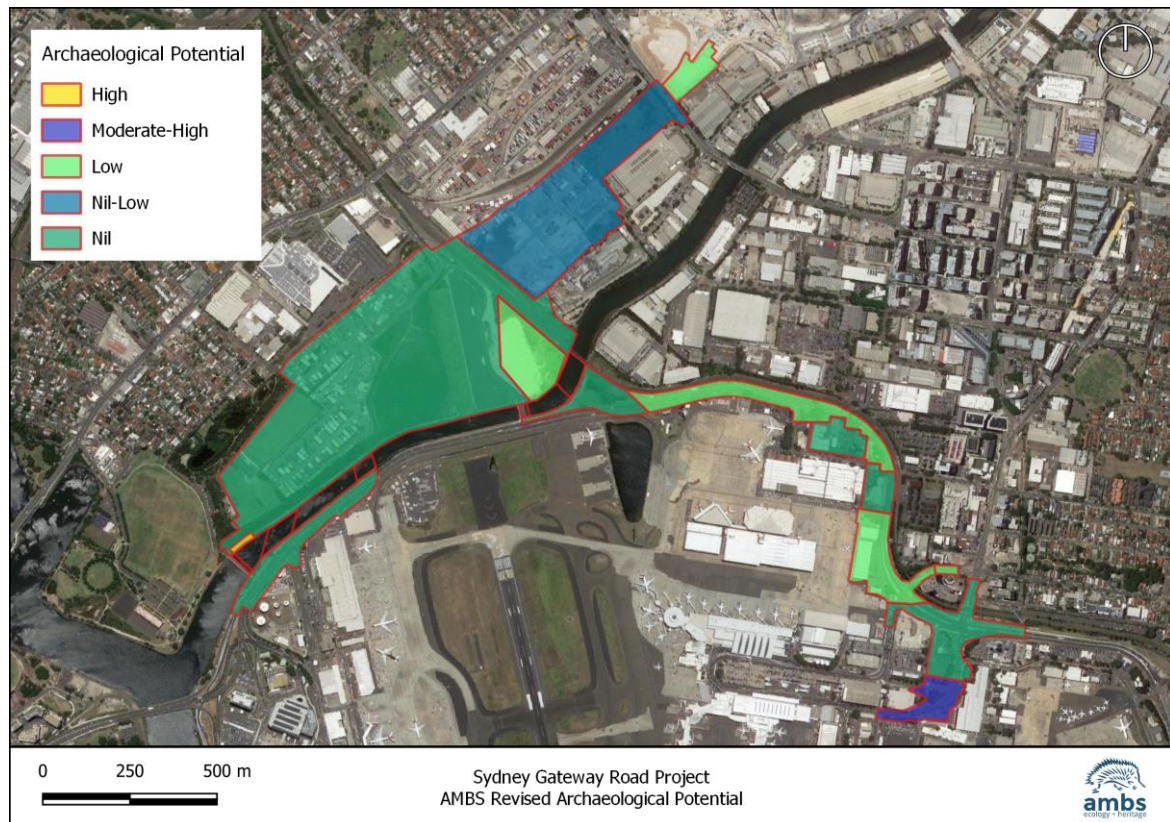 Archaeological Potential
High
Moderate-High
Low
Nil-Low
Nil
0 250 500 m
Sydney Gateway Road Project
AMBS Revised Archaeological Potential
ambs
ecology + heritage